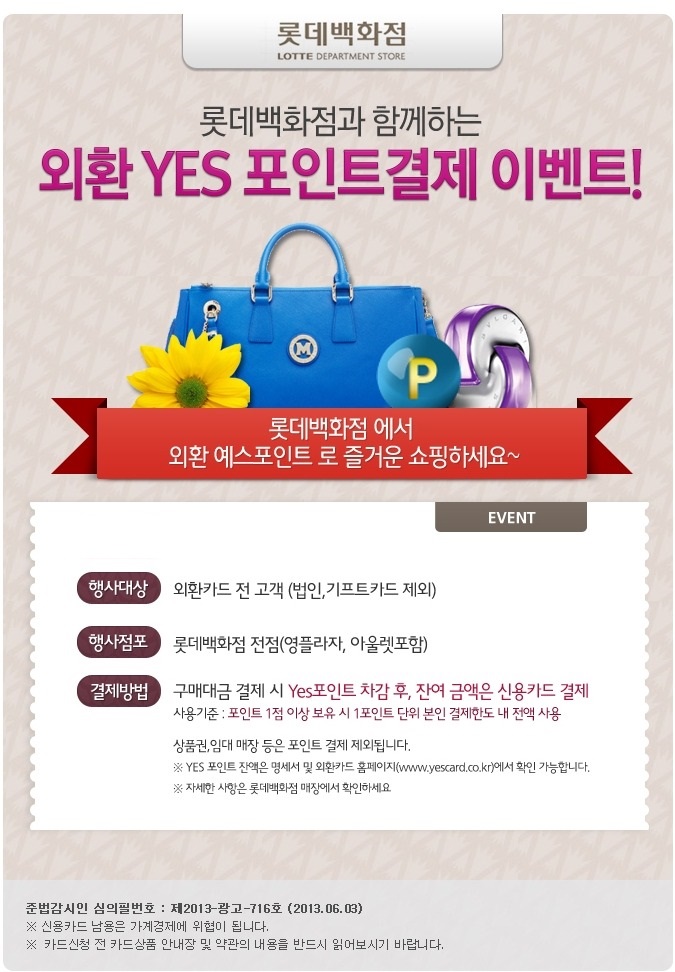 롯데백화점
LOTTE DEPARTMENT STORE
롯데백화점과 함께하는
외환 YES 포인트결제 이벤트!
BVLGARI
M
P
롯데백화점 에서
외환 예스포인트 로 즐거운 쇼핑하세요~
EVENT
행사대상 외환카드 전 고객 (법인,기프트카드 제외)
행사점포 롯데백화점 전점(영플라자, 아울렛포함)
결제방법 구매대금 결제 시 Yes포인트 차감 후, 잔여 금액은 신용카드 결제
사용기준 : 포인트 1점 이상 보유 시 1포인트 단위 본인 결제한도 내 전액 사용
상품권,임대 매장 등은 포인트 결제 제외됩니다.
※ YES 포인트 잔액은 명세서 및 외환카드 홈페이지(www.yescard.co.kr)에서 확인 가능합니다.
※ 자세한 사항은 롯데백화점 매장에서 확인하세요
준법감시인 심의필번호 : 제2013-광고-716호 (2013.06.03)
※ 신용카드 남용은 가계경제에 위협이 됩니다.
※ 카드신청 전 카드상품 안내장 및 약관의 내용을 반드시 읽어보시기 바랍니다.